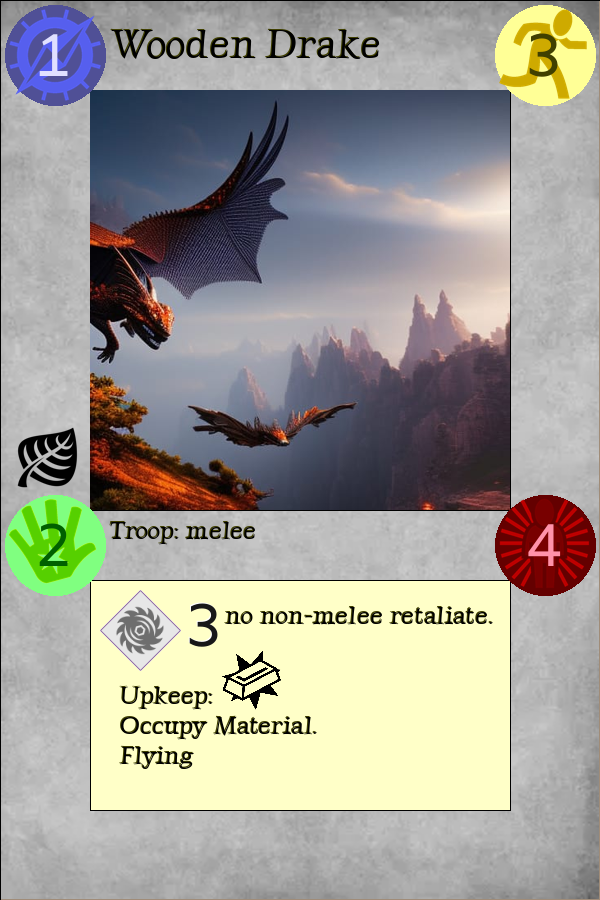 1 Wooden Drake 3
2 Troop: melee 4
3 no non-melee retaliate.
Upkeep:
Occupy Material.
Flying